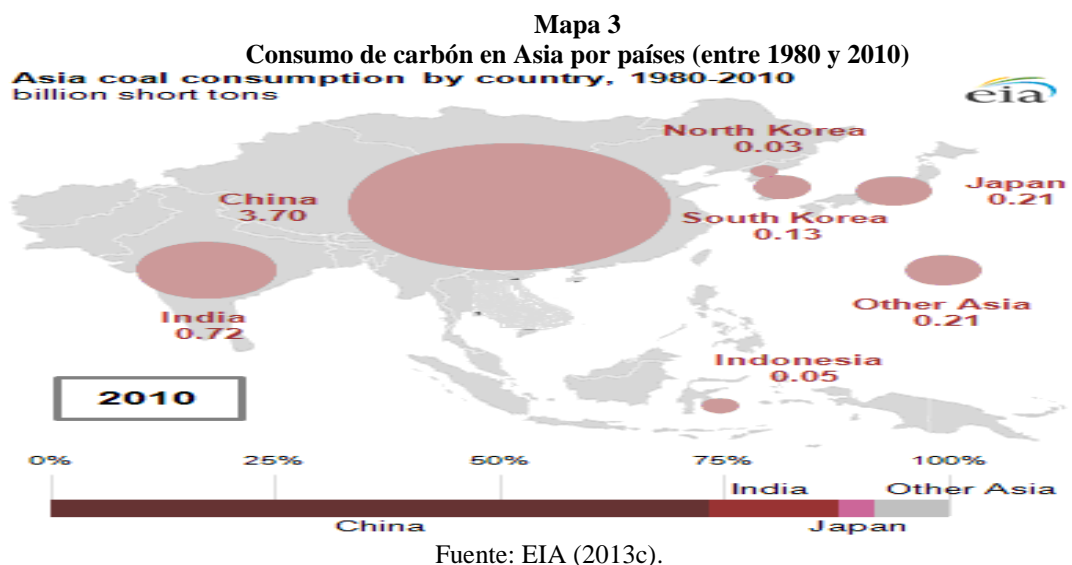 Mapa 3
Consumo de carbón en Asia por países (entre 1980 y 2010)
Asia coal consumption by country, 1980-2010
billion short tons
eia
North Korea
0.03
China
3.70
Japan
0.21
South Korea
0.13
India
0.72
Other Asia
0.21
Indonesia
0.05
2010
0% 25% 50% 75% 100%
India Other Asia
China Japan
Fuente: EIA (2013c).